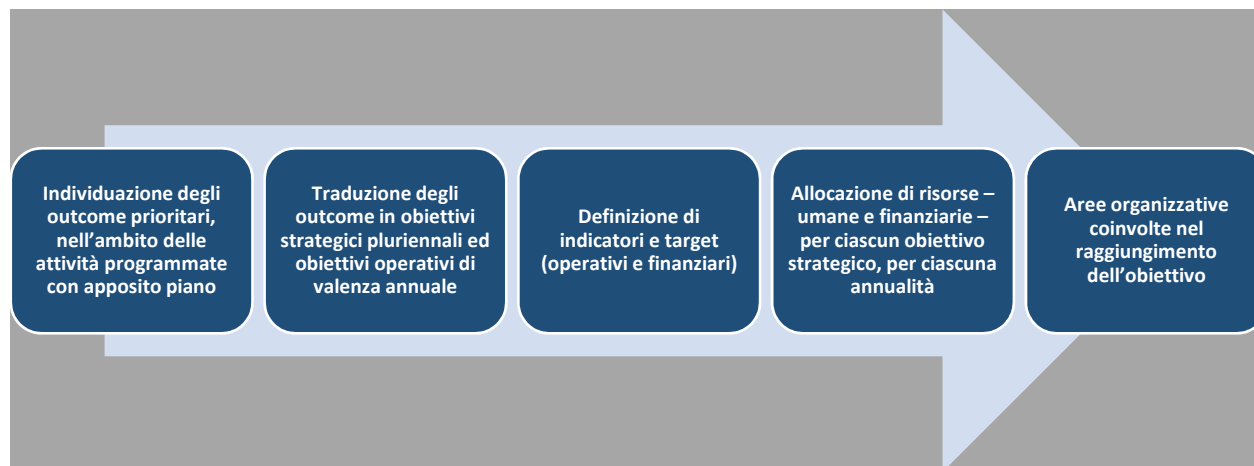 Individuazione degli
outcome prioritari,
nell’ambito delle
attività programmate
con apposito piano
Traduzione degli
outcome in obiettivi
strategici pluriennali ed
obiettivi operativi di
valenza annuale
Definizione di
indicatori e target
(operativi e finanziari)
Allocazione di risorse –
umane e finanziarie –
per ciascun obiettivo
strategico, per ciascuna
annualità
Aree organizzative
coinvolte nel
raggiungimento
dell’obiettivo